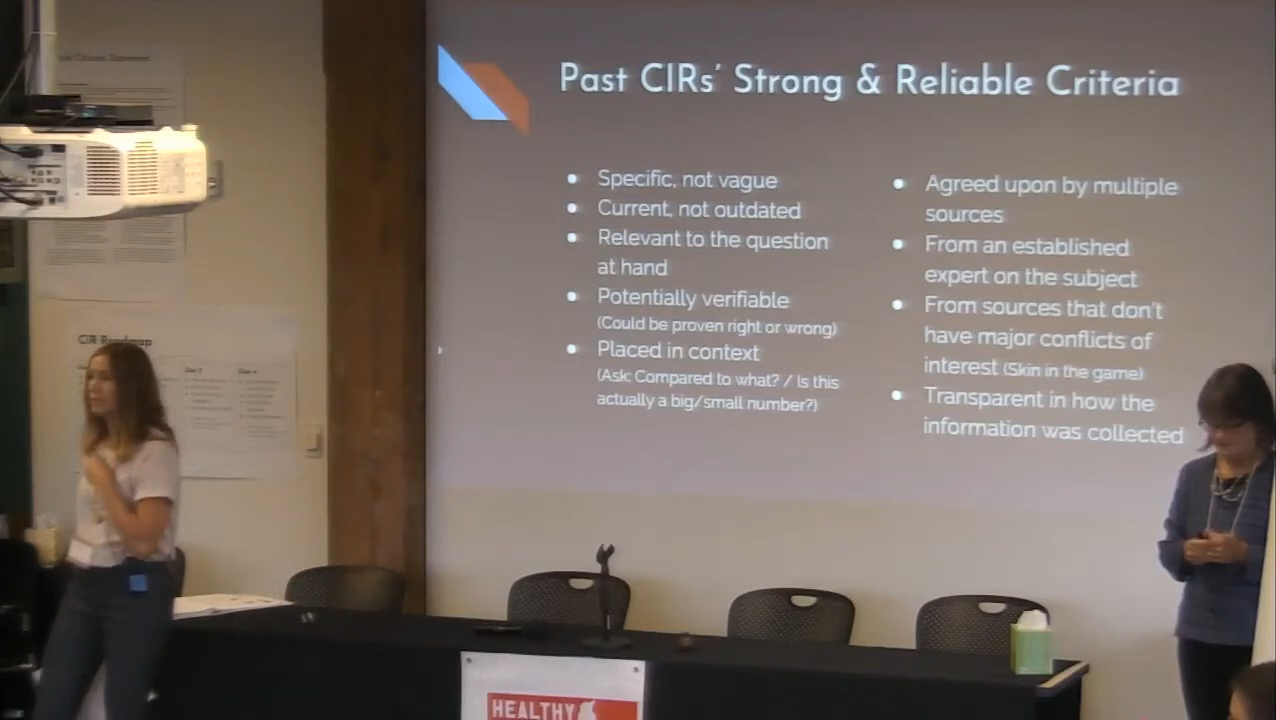 Past CIRs' Strong & Reliable Criteria
Specific, not vague
Current, not outdated
Relevant to the question
at hand
Potentially verifiable
(Could be proven right or wrong)
Placed in context
(Ask: Compared to what? / Is this
actually a big/small number?)
Agreed upon by multiple
sources
From an established
expert on the subject
From sources that don't
have major conflicts of
interest (Skin in the game)
Transparent in how the
information was collected
CIR Roadmap
HEALTHY